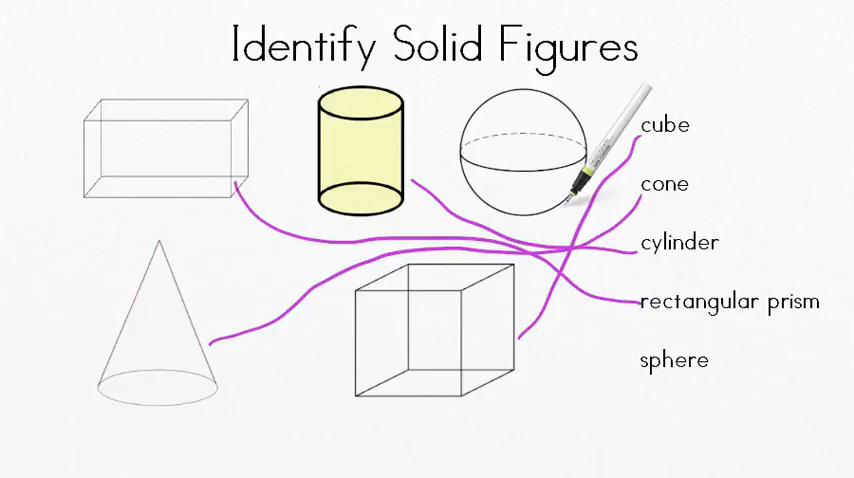 Identify Solid Figures
cube
cone
cylinder
rectangular prism
sphere